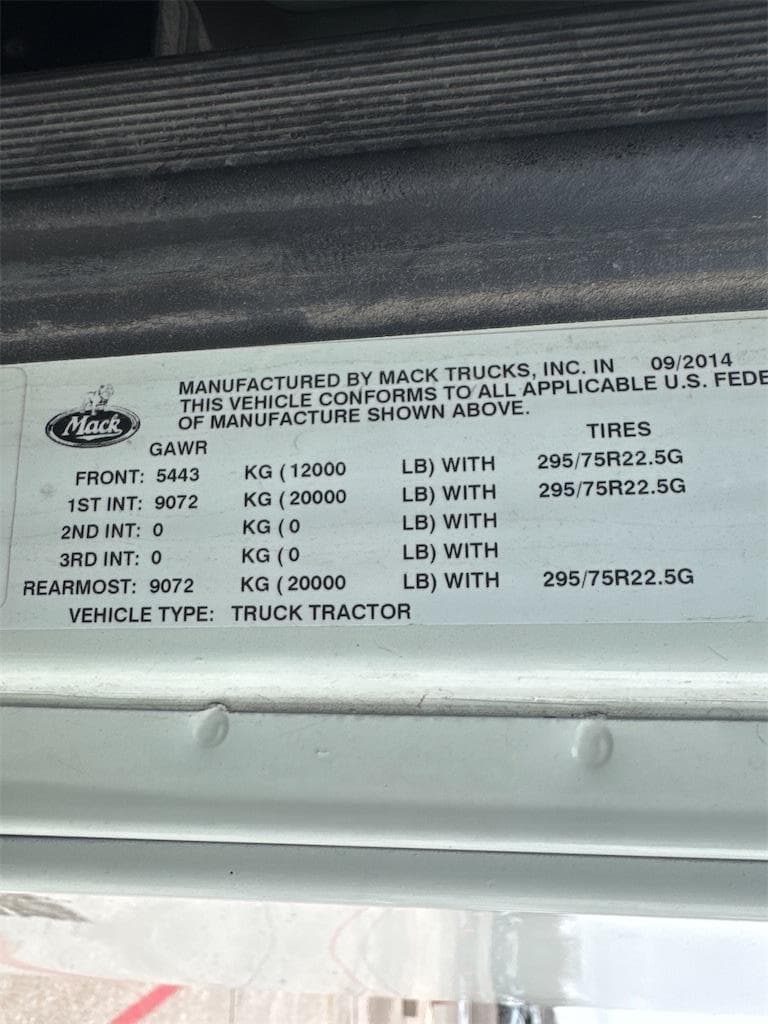 MANUFACTURED BY MACK TRUCKS, INC. IN 09/2014
THIS VEHICLE CONFORMS TO ALL APPLICABLE U.S. FEDE
OF MANUFACTURE SHOWN ABOVE.
Mack
GAWR TIRES
FRONT: 5443 KG ( 12000 LB) WITH 295/75R22.5G
1ST INT: 9072 KG ( 20000 LB) WITH 295/75R22.5G
2ND INT: 0 KG ( 0 LB) WITH
3RD INT: 0 KG ( 0 LB) WITH
REARMOST: 9072 KG ( 20000 LB) WITH 295/75R22.5G
VEHICLE TYPE: TRUCK TRACTOR